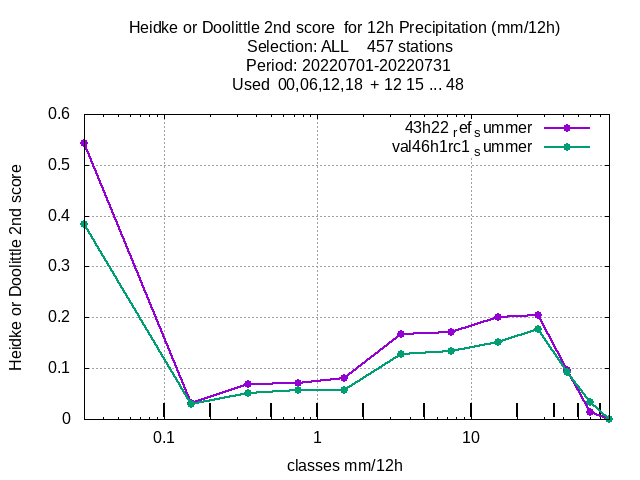 Heidke or Doolittle 2nd score  for 12h Precipitation (mm/12h)
Selection: ALL    457 stations
Period: 20220701-20220731
Used  00,06,12,18  + 12 15 ... 48
43h22 ref summer
val46h1rc1 summer
Heidke or Doolittle 2nd score
0.6
0.5
0.4
0.3
0.2
0.1
0
0.1 1 10
classes mm/12h